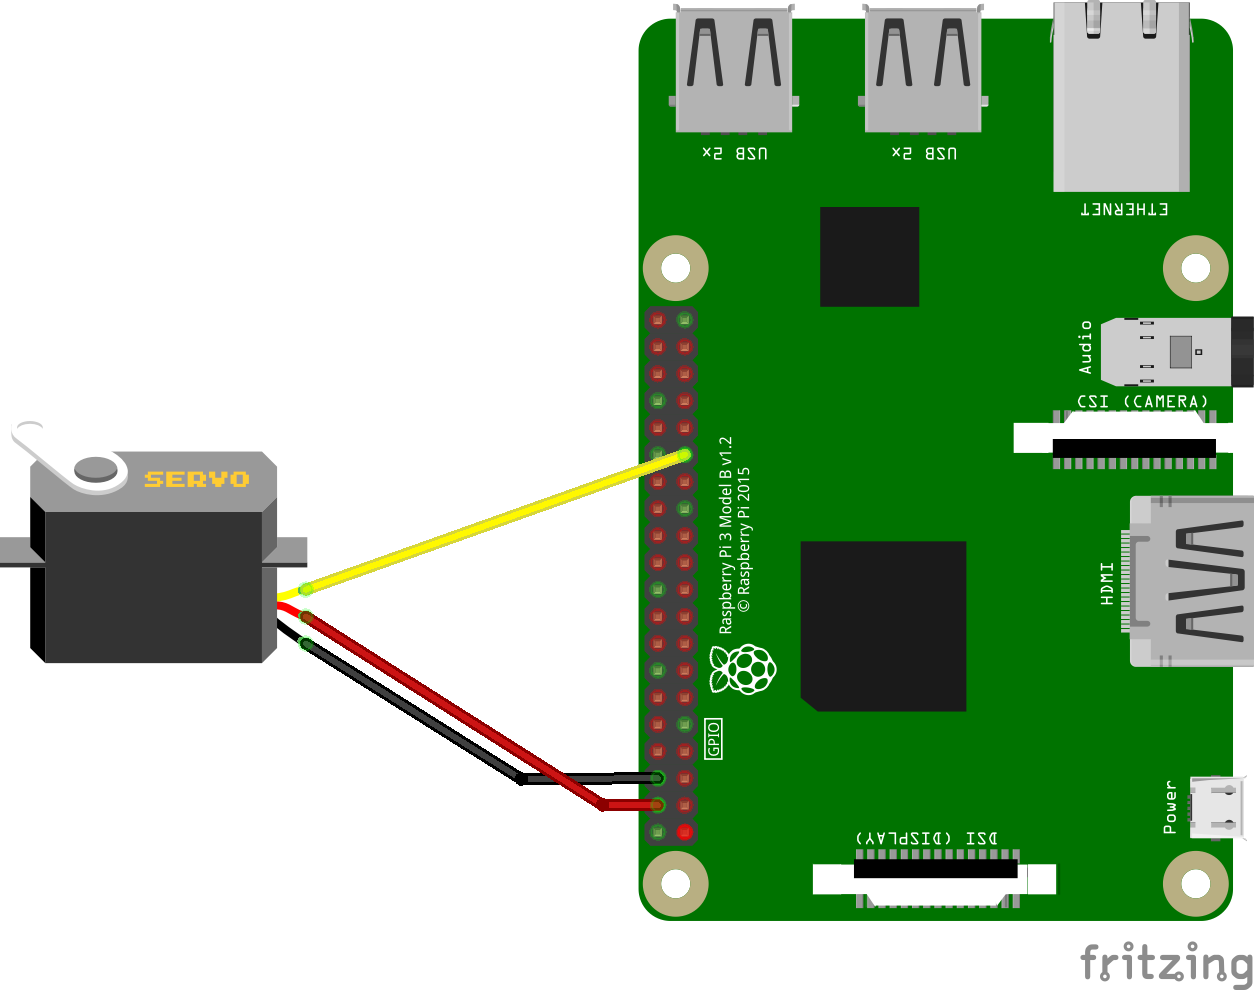 USB 2x
USB 2x
ETHERNET
Audio
CSI (CAMERA)
SERVO
Raspberry Pi 3 Model B v1.2
© Raspberry Pi 2015
HDMI
GPIO
Power
DSI (DISPLAY)
fritzing